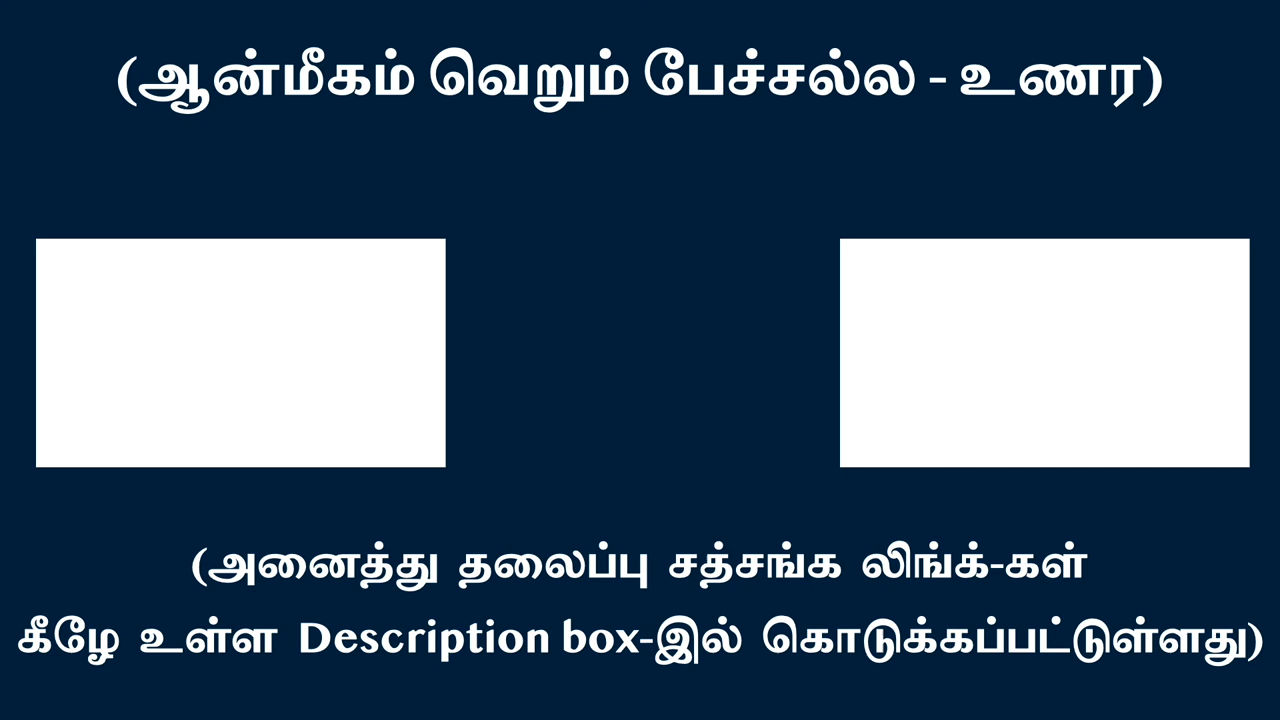 (ஆன்மீகம் வெறும் பேச்சல்ல - உணர)
(அனைத்து தலைப்பு சத்சங்க லிங்க்-கள்
கீழே உள்ள Description box-இல் கொடுக்கப்பட்டுள்ளது)